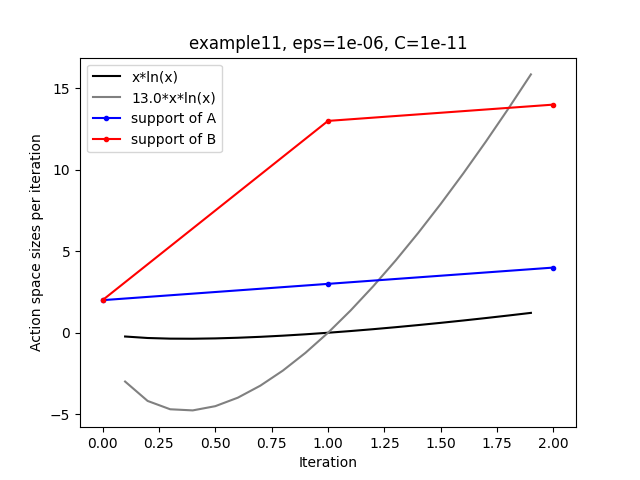 example11, eps=1e-06, C=1e-11
x*ln(x)
13.0*x*ln(x)
support of A
support of B
Action space sizes per iteration
15
10
5
0
−5
0.00 0.25 0.50 0.75 1.00 1.25 1.50 1.75 2.00
Iteration